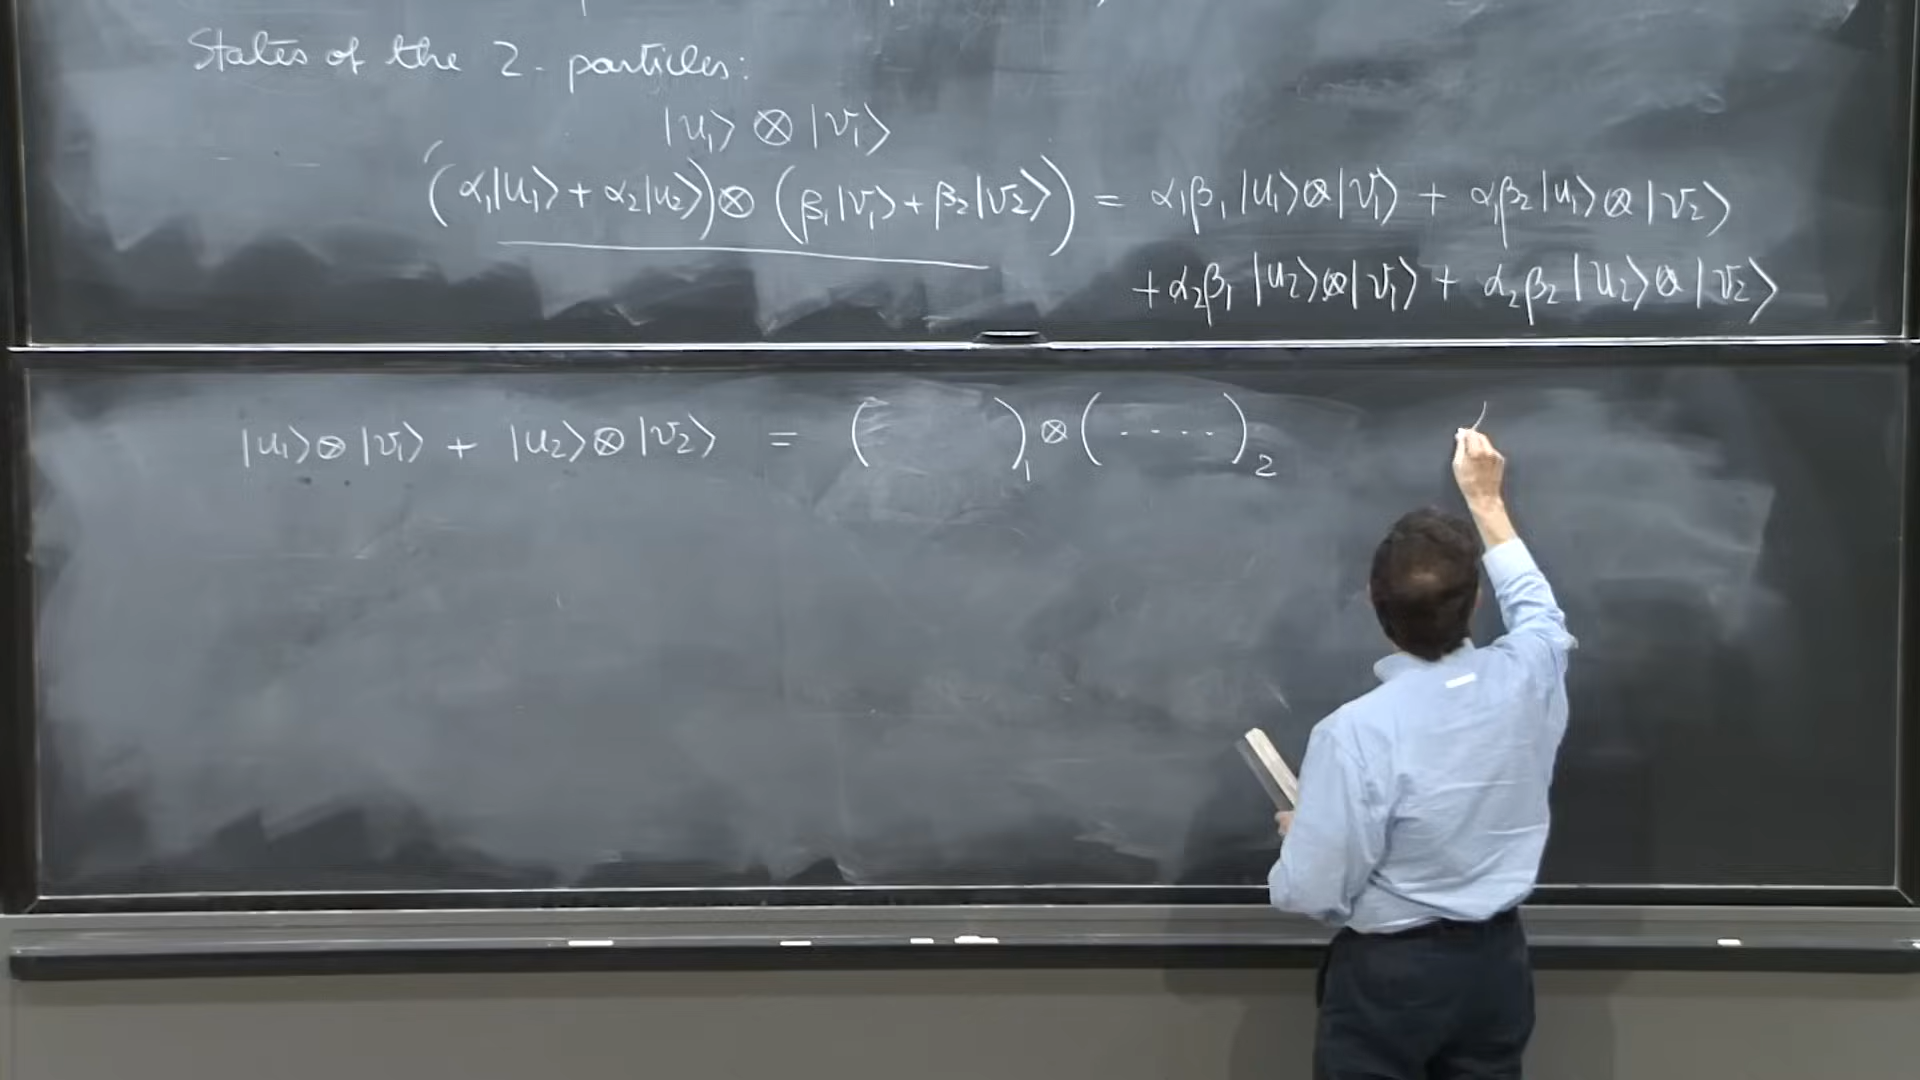 States of the 2-particles:
|u₁⟩ ⊗ |v₁⟩
(α₁|u₁⟩ + α₂|u₂⟩) ⊗ (β₁|v₁⟩ + β₂|v₂⟩) = α₁β₁ |u₁⟩⊗|v₁⟩ + α₁β₂|u₁⟩⊗|v₂⟩
+ α₂β₁ |u₂⟩⊗|v₁⟩ + α₂β₂ |u₂⟩⊗|v₂⟩
|u₁⟩⊗|v₁⟩ + |u₂⟩⊗|v₂⟩ = ( )₁ ⊗ (.....)₂